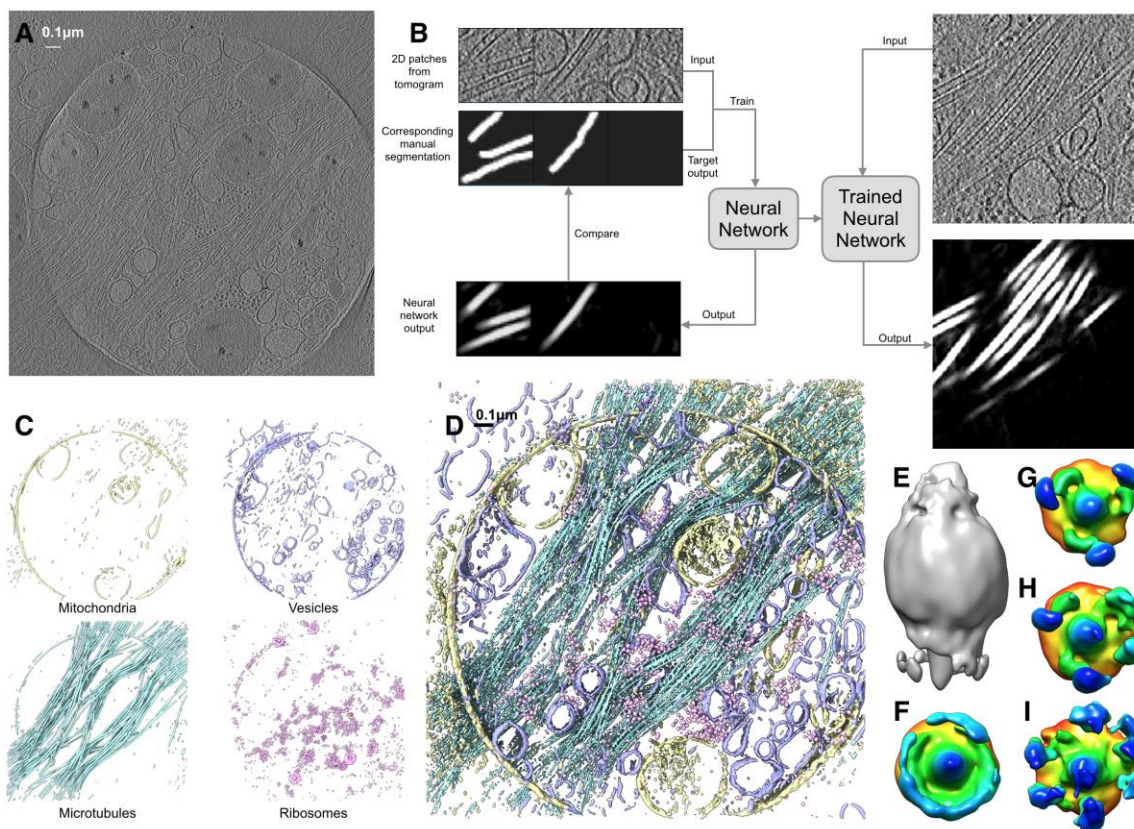 A
0.1µm
B
2D patches
from
tomogram
Input
Train
Corresponding
manual
segmentation
Target
output
Neural
Network
Compare
Neural
network
output
Output
Input
Trained
Neural
Network
Output
C
Mitochondria
Vesicles
Microtubules
Ribosomes
D
0.1µm
E
F
G
H
I